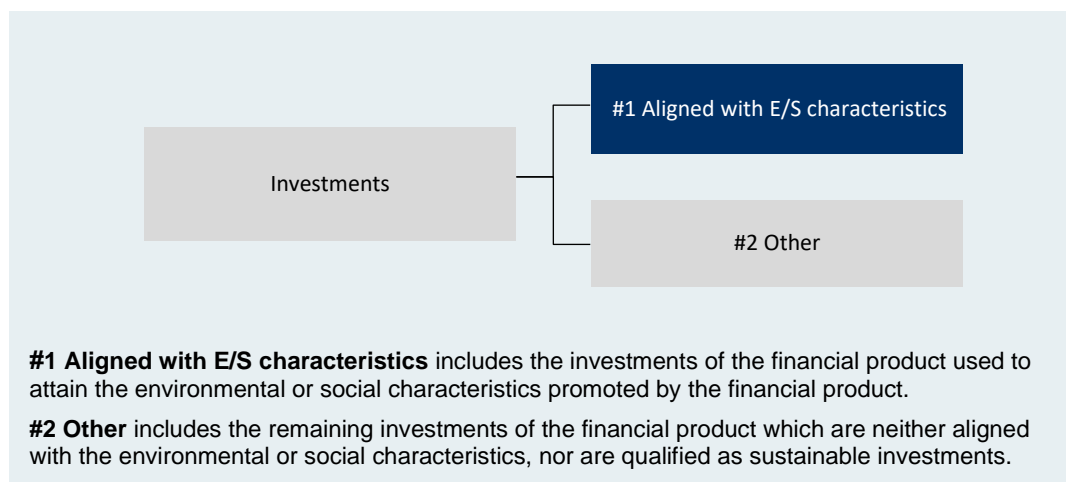 #1 Aligned with E/S characteristics
Investments
#2 Other
#1 Aligned with E/S characteristics includes the investments of the financial product used to
attain the environmental or social characteristics promoted by the financial product.
#2 Other includes the remaining investments of the financial product which are neither aligned
with the environmental or social characteristics, nor are qualified as sustainable investments.